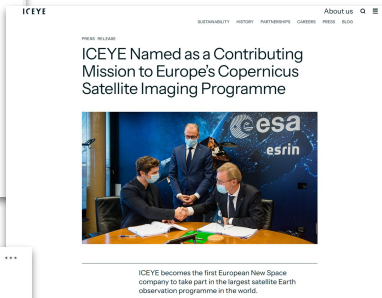 ICEYE
About us
SUSTAINABILITY HISTORY PARTNERSHIPS CAREERS PRESS BLOG
PRESS RELEASE
ICEYE Named as a Contributing
Mission to Europe's Copernicus
Satellite Imaging Programme
esa
esrin
ICEYE becomes the first European New Space
company to take part in the largest satellite Earth
observation programme in the world.